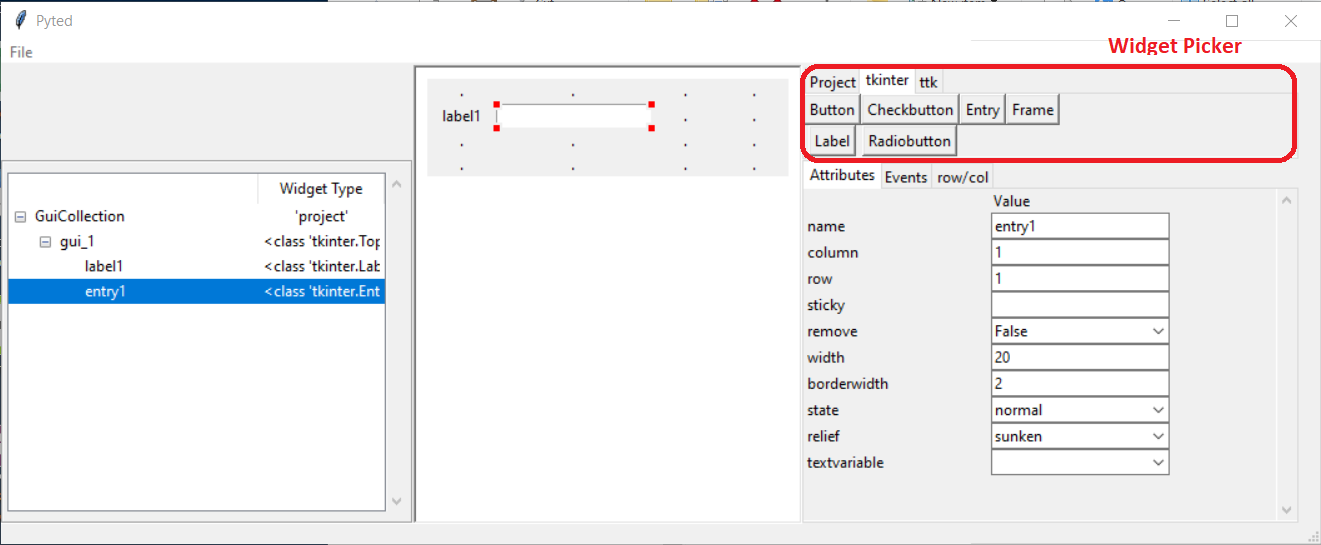 Pyted
File
Widget Picker
Project tkinter ttk
Button Checkbutton Entry Frame
Label Radiobutton
label1
Widget Type
GuiCollection 'project'
gui_1 <class 'tkinter.Top
label1 <class 'tkinter.Lab
entry1 <class 'tkinter.Ent
Attributes Events row/col
Value
name entry1
column 1
row 1
sticky
remove False
width 20
borderwidth 2
state normal
relief sunken
textvariable